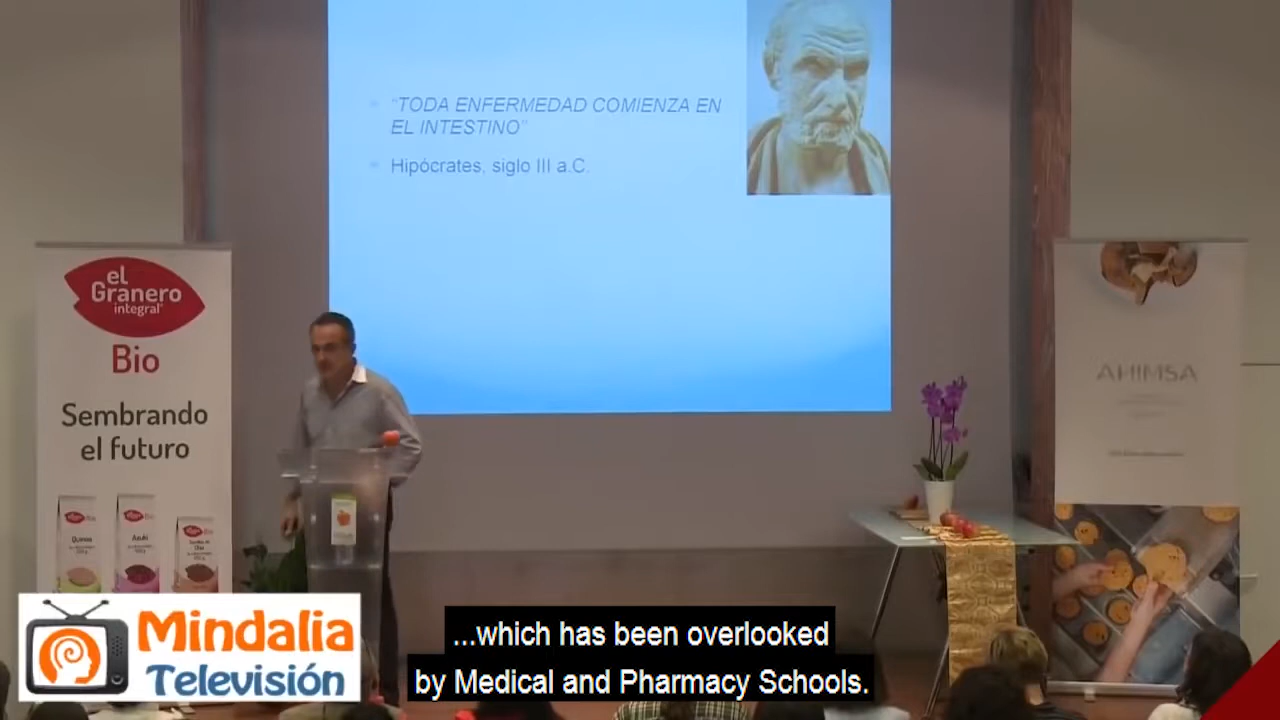 "TODA ENFERMEDAD COMIENZA EN
EL INTESTINO"
Hipócrates, siglo III a.C.
el
Granero
integral
Bio
Sembrando
el futuro
Quinoa
Azuki
AHIMSA
Mindalia
Televisión
...which has been overlooked
by Medical and Pharmacy Schools.